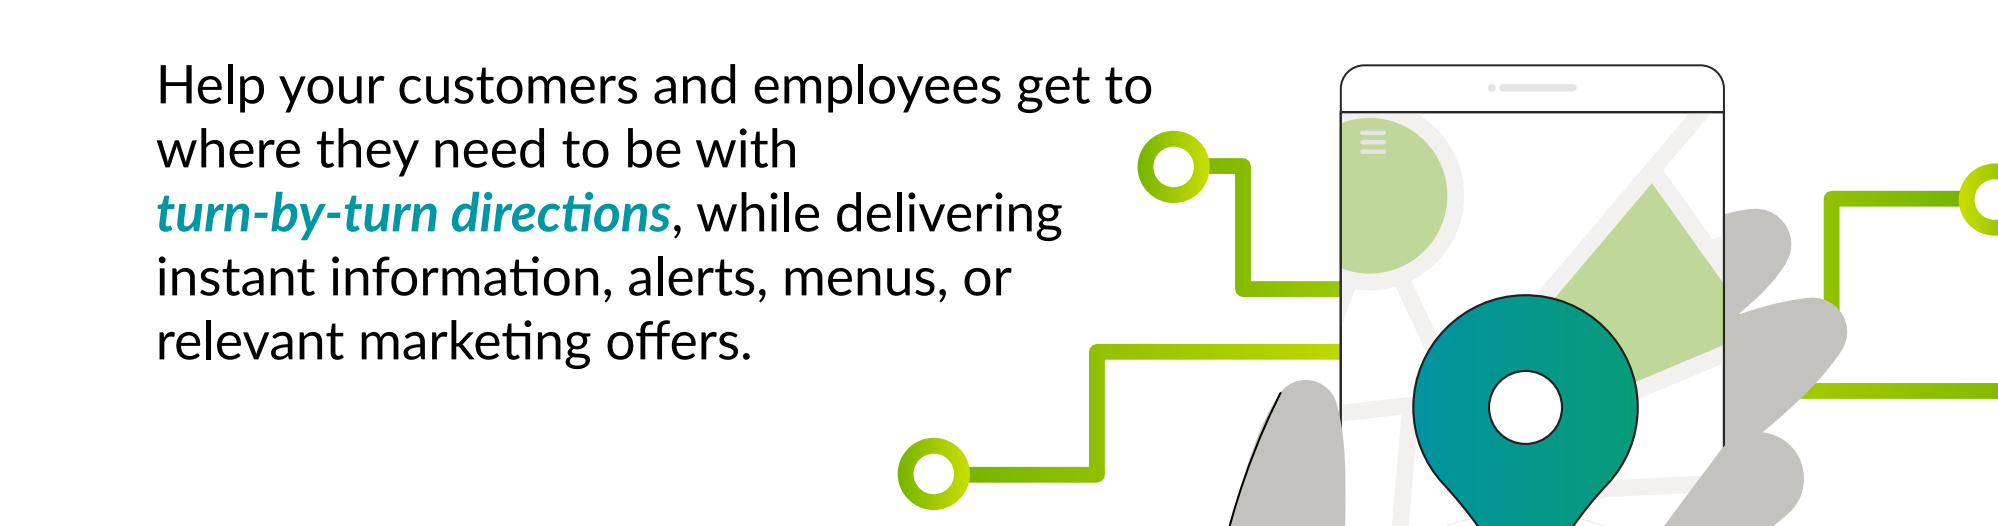 Help your customers and employees get to
where they need to be with
turn-by-turn directions, while delivering
instant information, alerts, menus, or
relevant marketing offers.